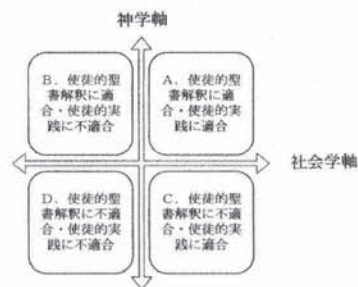 神学軸
B. 使徒的聖
書解釈に適
合・使徒的実
践に不適合
A. 使徒的聖
書解釈に適
合・使徒的実
践に適合
社会学軸
D. 使徒的聖
書解釈に不適
合・使徒的実
践に不適合
C. 使徒的聖
書解釈に不適
合・使徒的実
践に適合